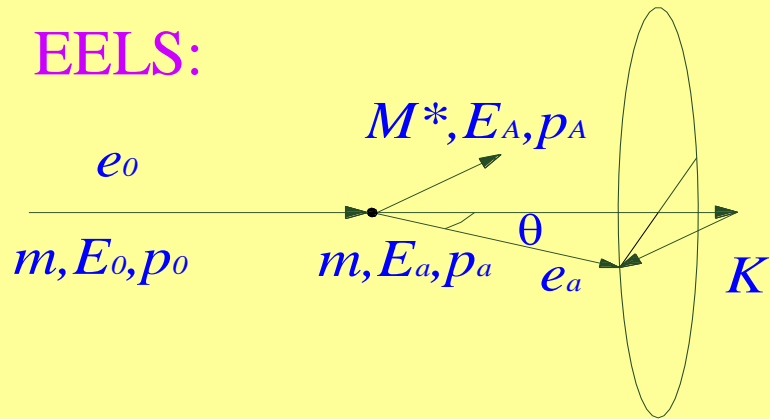 EELS:
M*,EA,pA
e0
θ
m,E0,p0
m,Ea,pa
ea
K